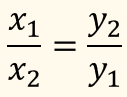 x₁/x₂ = y₂/y₁